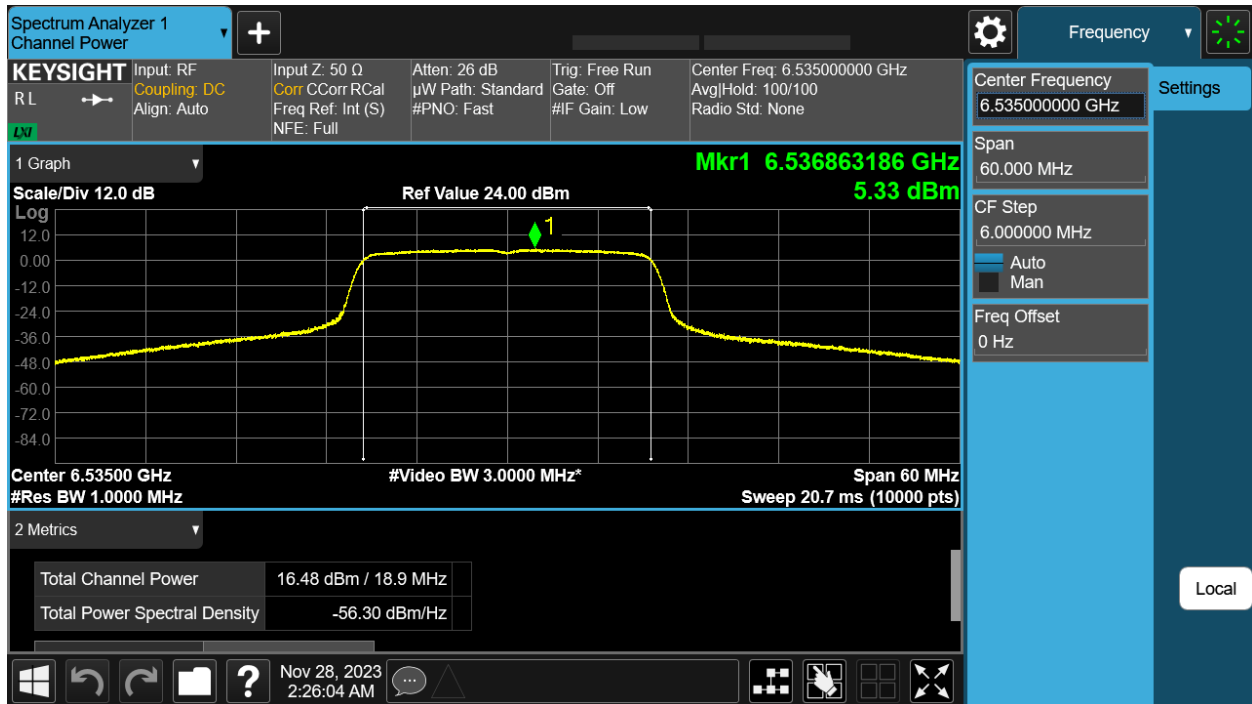 Spectrum Analyzer 1
Channel Power
+
Frequency
KEYSIGHT
R L
LXI
Input: RF
Coupling: DC
Align: Auto
Input Z: 50 Ω
Corr CCorr RCal
Freq Ref: Int (S)
NFE: Full
Atten: 26 dB
µW Path: Standard
#PNO: Fast
Trig: Free Run
Gate: Off
#IF Gain: Low
Center Freq: 6.535000000 GHz
Avg|Hold: 100/100
Radio Std: None
Center Frequency
6.535000000 GHz
Settings
Span
60.000 MHz
CF Step
6.000000 MHz
Auto
Man
Freq Offset
0 Hz
1 Graph
Mkr1 6.536863186 GHz
5.33 dBm
Scale/Div 12.0 dB
Ref Value 24.00 dBm
Log
1
12.0
0.00
-12.0
-24.0
-36.0
-48.0
-60.0
-72.0
-84.0
Center 6.53500 GHz
#Video BW 3.0000 MHz*
Span 60 MHz
#Res BW 1.0000 MHz
Sweep 20.7 ms (10000 pts)
2 Metrics
Total Channel Power 16.48 dBm / 18.9 MHz
Total Power Spectral Density -56.30 dBm/Hz
Local
?
Nov 28, 2023
2:26:04 AM